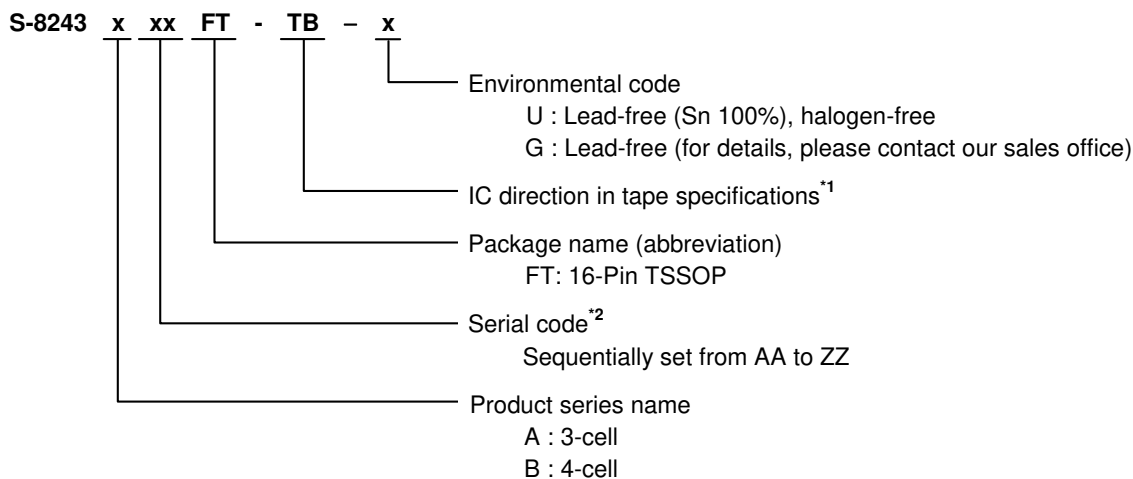 S-8243 x xx FT - TB – x
Environmental code
U : Lead-free (Sn 100%), halogen-free
G : Lead-free (for details, please contact our sales office)
IC direction in tape specifications*1
Package name (abbreviation)
FT: 16-Pin TSSOP
Serial code*2
Sequentially set from AA to ZZ
Product series name
A : 3-cell
B : 4-cell